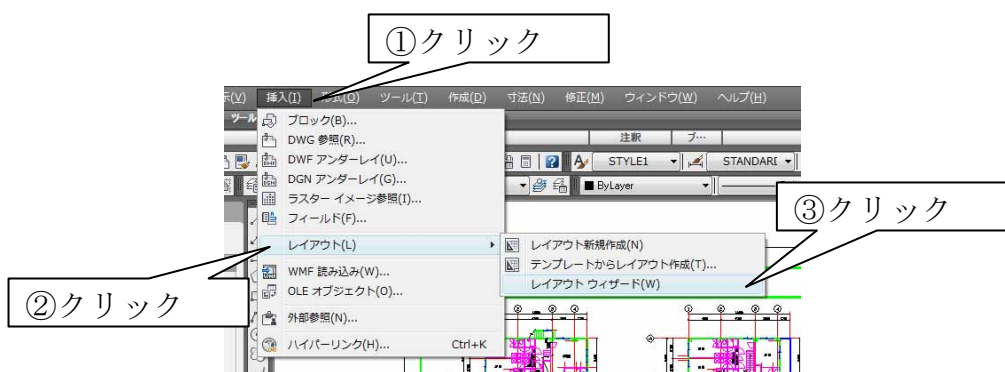 ①クリック
示(V) 挿入(I) 形式(O) ツール(T) 作成(D) 寸法(N) 修正(M) ウィンドウ(W) ヘルプ(H)
ツール
ブロック(B)...
DWG 参照(R)...
注釈 ブ…
DWF アンダーレイ(U)...
STYLE1 STANDARD
DGN アンダーレイ(G)...
ByLayer
ラスター イメージ参照(I)...
③クリック
フィールド(F)...
レイアウト(L)
レイアウト新規作成(N)
テンプレートからレイアウト作成(T)...
WMF 読み込み(W)...
レイアウト ウィザード(W)
②クリック
OLE オブジェクト(O)...
外部参照(N)...
ハイパーリンク(H)... Ctrl+K